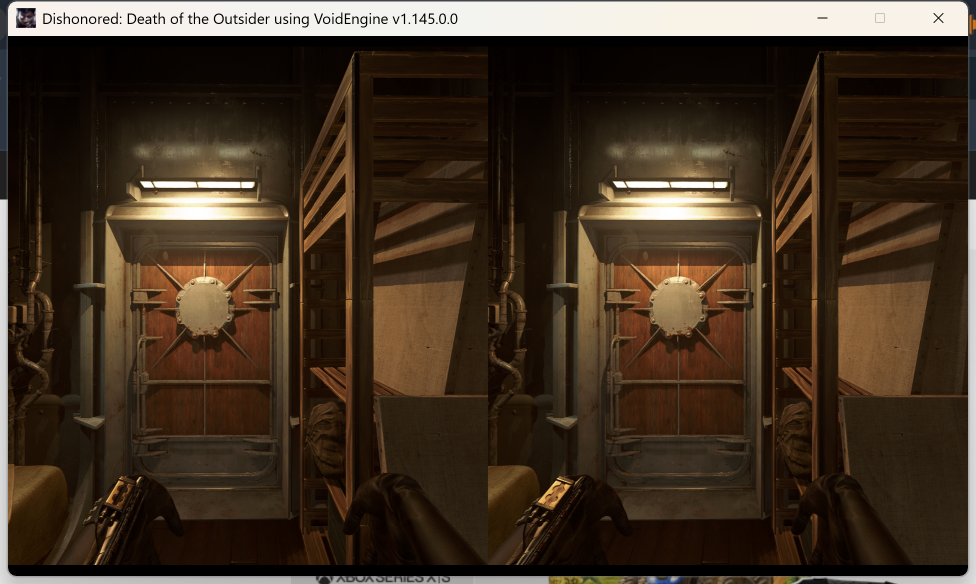 Dishonored: Death of the Outsider using VoidEngine v1.145.0.0
XBOX SERIES X|S